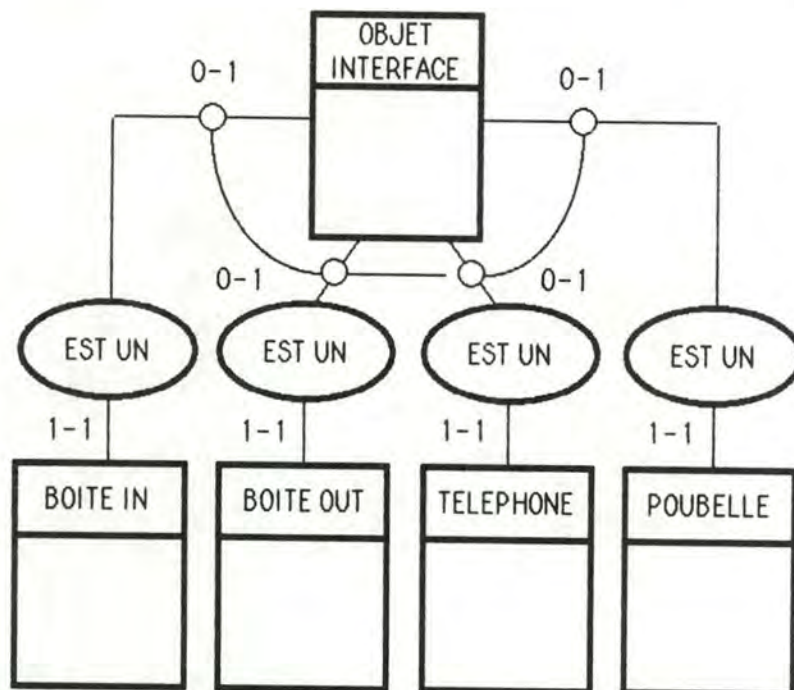 OBJET
INTERFACE
0-1
0-1
0-1
0-1
EST UN
EST UN
EST UN
EST UN
1-1
1-1
1-1
1-1
BOITE IN
BOITE OUT
TELEPHONE
POUBELLE